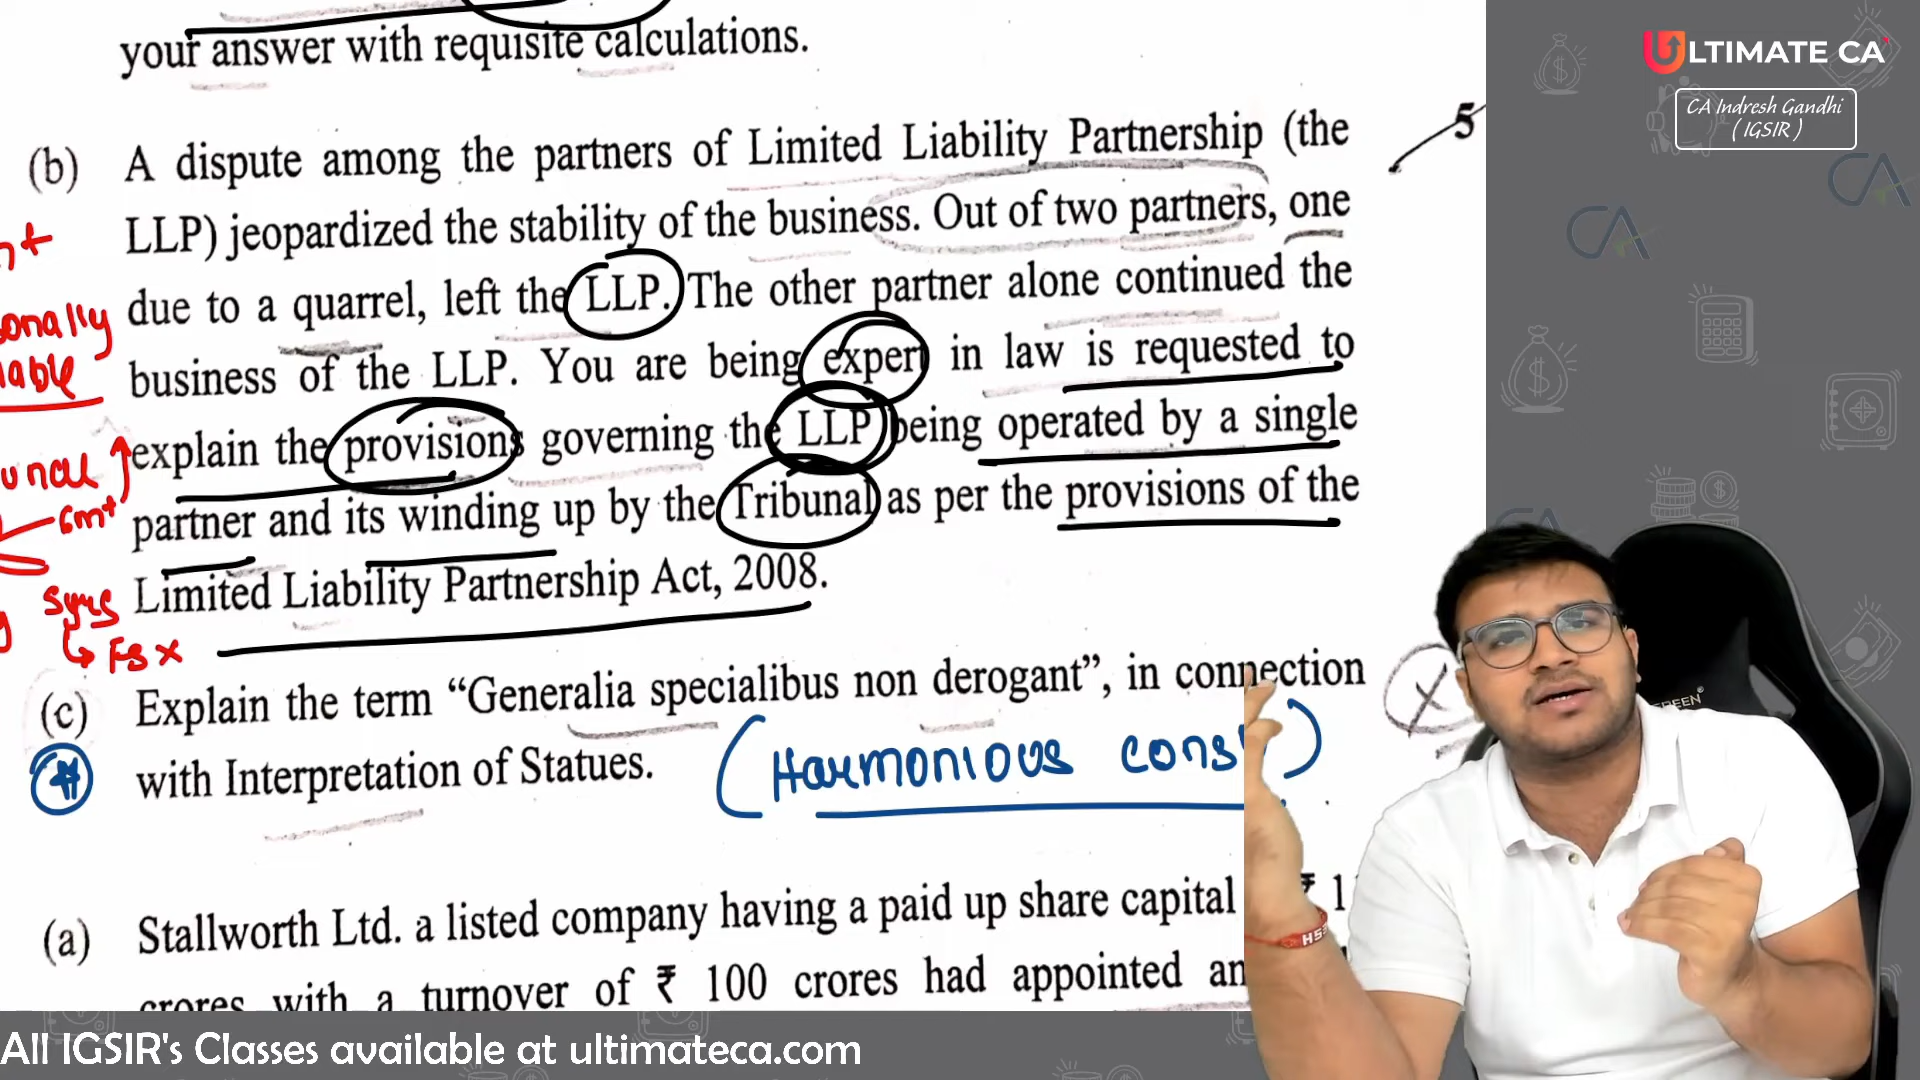 your answer with requisite calculations.
ULTIMATE CA
CA Indresh Gandhi
(IGSIR)
5
(b) A dispute among the partners of Limited Liability Partnership (the
LLP) jeopardized the stability of the business. Out of two partners, one
due to a quarrel, left the LLP. The other partner alone continued the
business of the LLP. You are being expert in law is requested to
explain the provisions governing the LLP being operated by a single
partner and its winding up by the Tribunal as per the provisions of the
Limited Liability Partnership Act, 2008.
6m+
5yrs
FS x
(c) Explain the term “Generalia specialibus non derogant”, in connection
with Interpretation of Statues.
(Harmonious cons )
(a) Stallworth Ltd. a listed company having a paid up share capital
crores with a turnover of ₹ 100 crores had appointed an
All IGSIR's Classes available at ultimateca.com